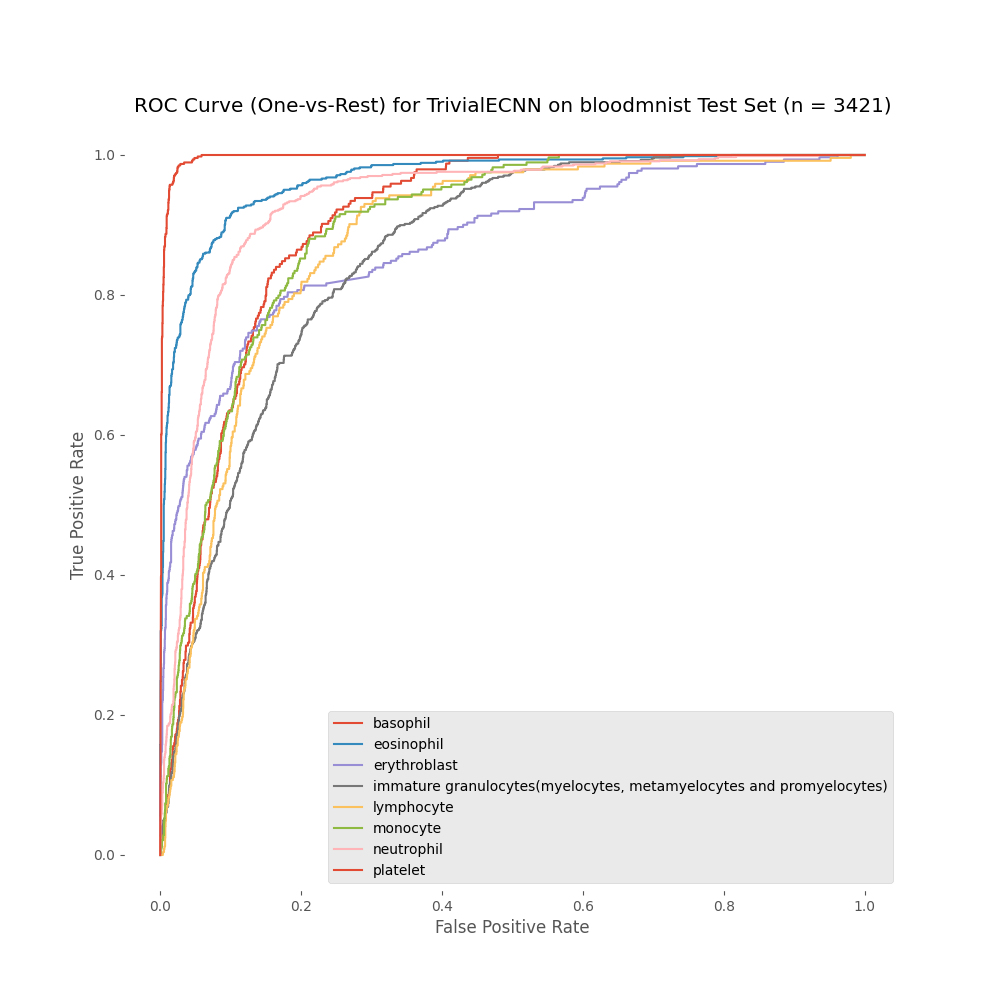 ROC Curve (One-vs-Rest) for TrivialECNN on bloodmnist Test Set (n = 3421)
1.0
0.8
0.6
0.4
0.2
0.0
True Positive Rate
basophil
eosinophil
erythroblast
immature granulocytes(myelocytes, metamyelocytes and promyelocytes)
lymphocyte
monocyte
neutrophil
platelet
0.0 0.2 0.4 0.6 0.8 1.0
False Positive Rate